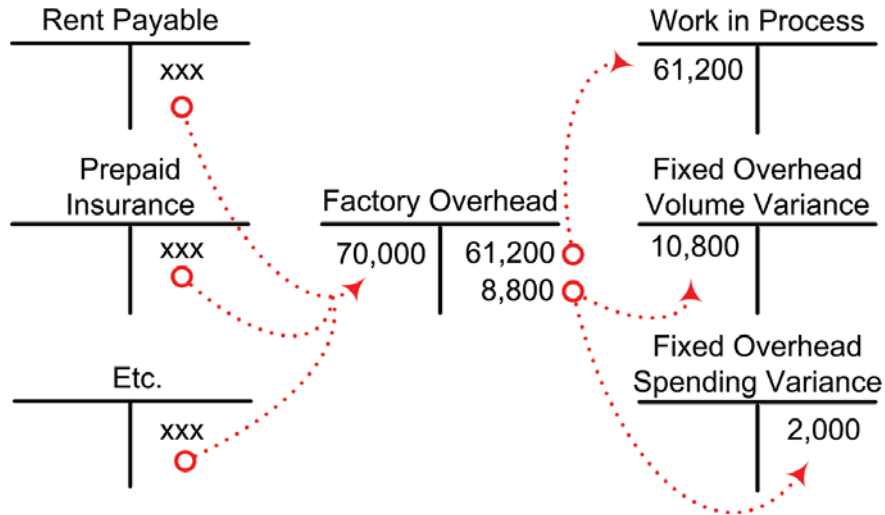 Rent Payable
xxx
Prepaid
Insurance
xxx
Etc.
xxx
Factory Overhead
70,000 61,200
8,800
Work in Process
61,200
Fixed Overhead
Volume Variance
10,800
Fixed Overhead
Spending Variance
2,000